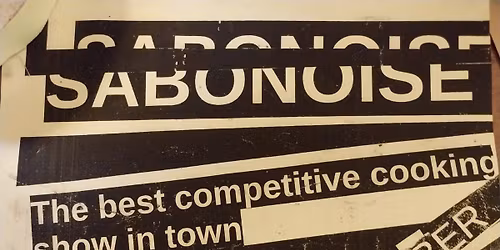 SABONOISE
SABONOISE
The best competitive cooking
show in town